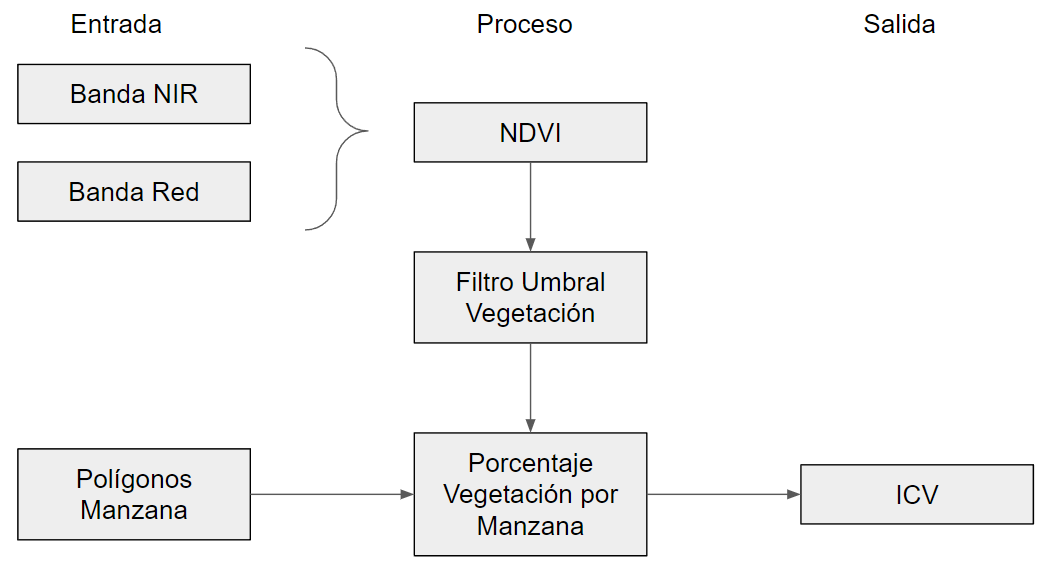 Entrada
Proceso
Salida
Banda NIR
Banda Red
NDVI
Filtro Umbral
Vegetación
Polígonos
Manzana
Porcentaje
Vegetación por
Manzana
ICV